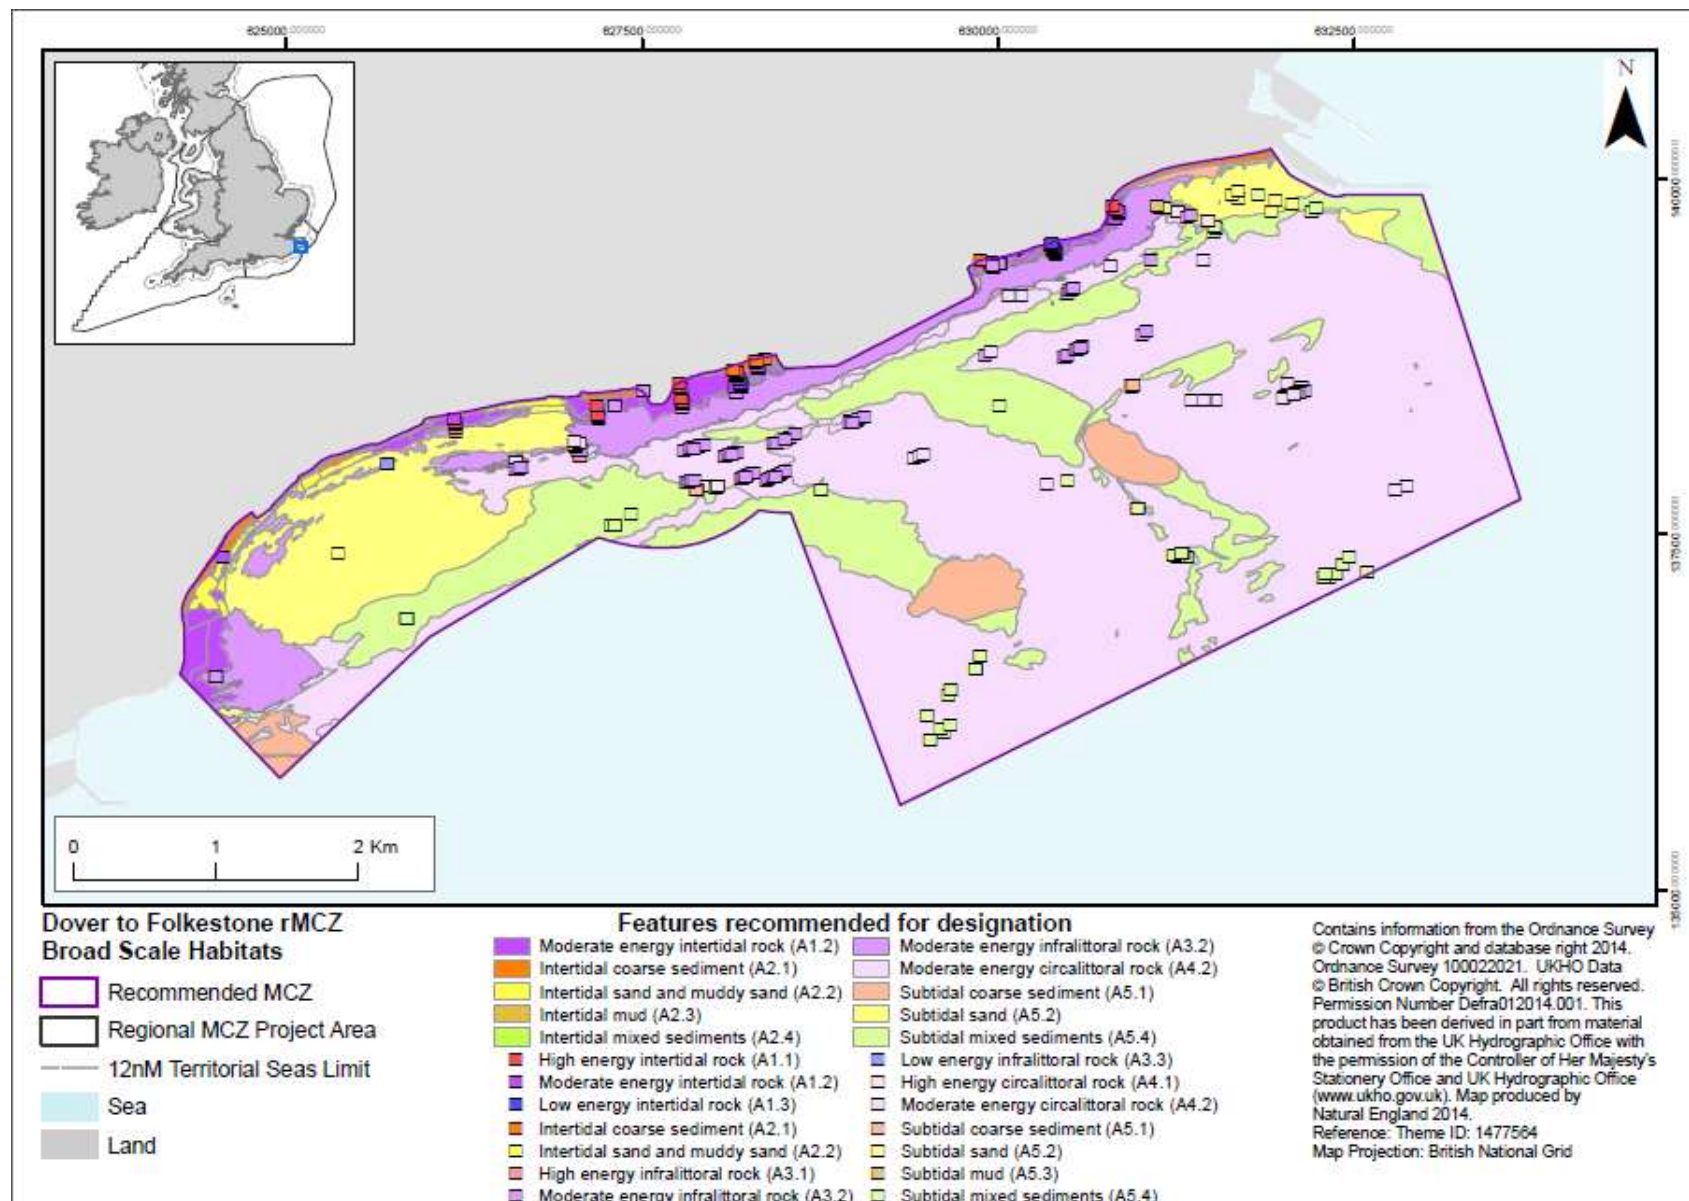 625000.000000 627500.000000 630000.000000 632500.000000
N
140000.000000
137500.000000
135000.000000
0 1 2 Km
Dover to Folkestone rMCZ
Broad Scale Habitats
Recommended MCZ
Regional MCZ Project Area
12nM Territorial Seas Limit
Sea
Land
Features recommended for designation
Moderate energy intertidal rock (A1.2)
Intertidal coarse sediment (A2.1)
Intertidal sand and muddy sand (A2.2)
Intertidal mud (A2.3)
Intertidal mixed sediments (A2.4)
High energy intertidal rock (A1.1)
Moderate energy intertidal rock (A1.2)
Low energy intertidal rock (A1.3)
Intertidal coarse sediment (A2.1)
Intertidal sand and muddy sand (A2.2)
High energy infralittoral rock (A3.1)
Moderate energy infralittoral rock (A3.2)
Moderate energy infralittoral rock (A3.2)
Moderate energy circalittoral rock (A4.2)
Subtidal coarse sediment (A5.1)
Subtidal sand (A5.2)
Subtidal mixed sediments (A5.4)
Low energy infralittoral rock (A3.3)
High energy circalittoral rock (A4.1)
Moderate energy circalittoral rock (A4.2)
Subtidal coarse sediment (A5.1)
Subtidal sand (A5.2)
Subtidal mud (A5.3)
Subtidal mixed sediments (A5.4)
Contains information from the Ordnance Survey
© Crown Copyright and database right 2014.
Ordnance Survey 100022021. UKHO Data
© British Crown Copyright. All rights reserved.
Permission Number Defra012014.001. This
product has been derived in part from material
obtained from the UK Hydrographic Office with
the permission of the Controller of Her Majesty's
Stationery Office and UK Hydrographic Office
(www.ukho.gov.uk). Map produced by
Natural England 2014.
Reference: Theme ID: 1477564
Map Projection: British National Grid